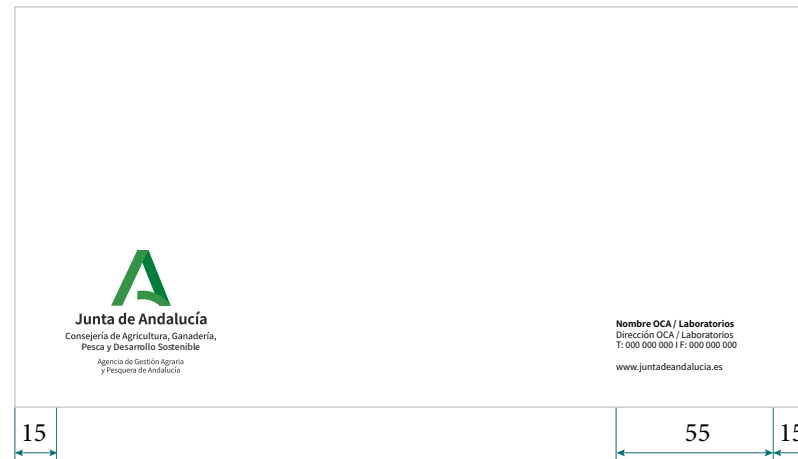 Junta de Andalucía
Consejería de Agricultura, Ganadería,
Pesca y Desarrollo Sostenible
Agencia de Gestión Agraria
y Pesquera de Andalucía
Nombre OCA / Laboratorios
Dirección OCA / Laboratorios
T: 000 000 000 I F: 000 000 000
www.juntadeandalucia.es
15
55